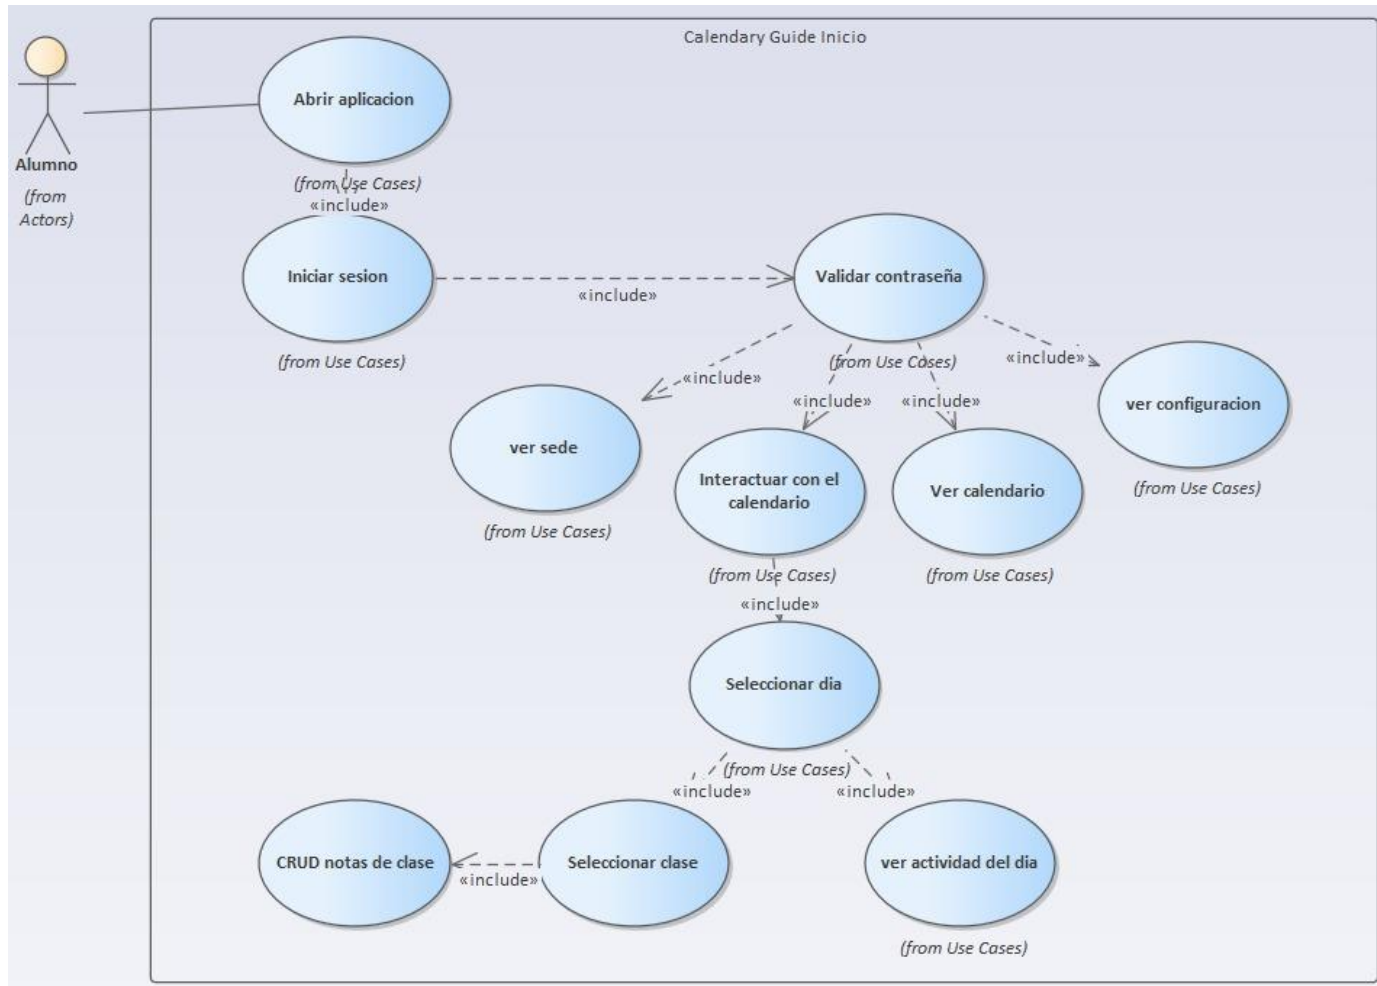 Calendary Guide Inicio
Alumno
(from
Actors)
Abrir aplicacion
(from Use Cases)
«include»
Iniciar sesion
(from Use Cases)
«include»
Validar contraseña
(from Use Cases)
«include»
«include»
«include»
«include»
ver sede
(from Use Cases)
Interactuar con el
calendario
(from Use Cases)
Ver calendario
(from Use Cases)
ver configuracion
(from Use Cases)
«include»
Seleccionar dia
(from Use Cases)
«include»
«include»
CRUD notas de clase
«include»
Seleccionar clase
ver actividad del dia
(from Use Cases)